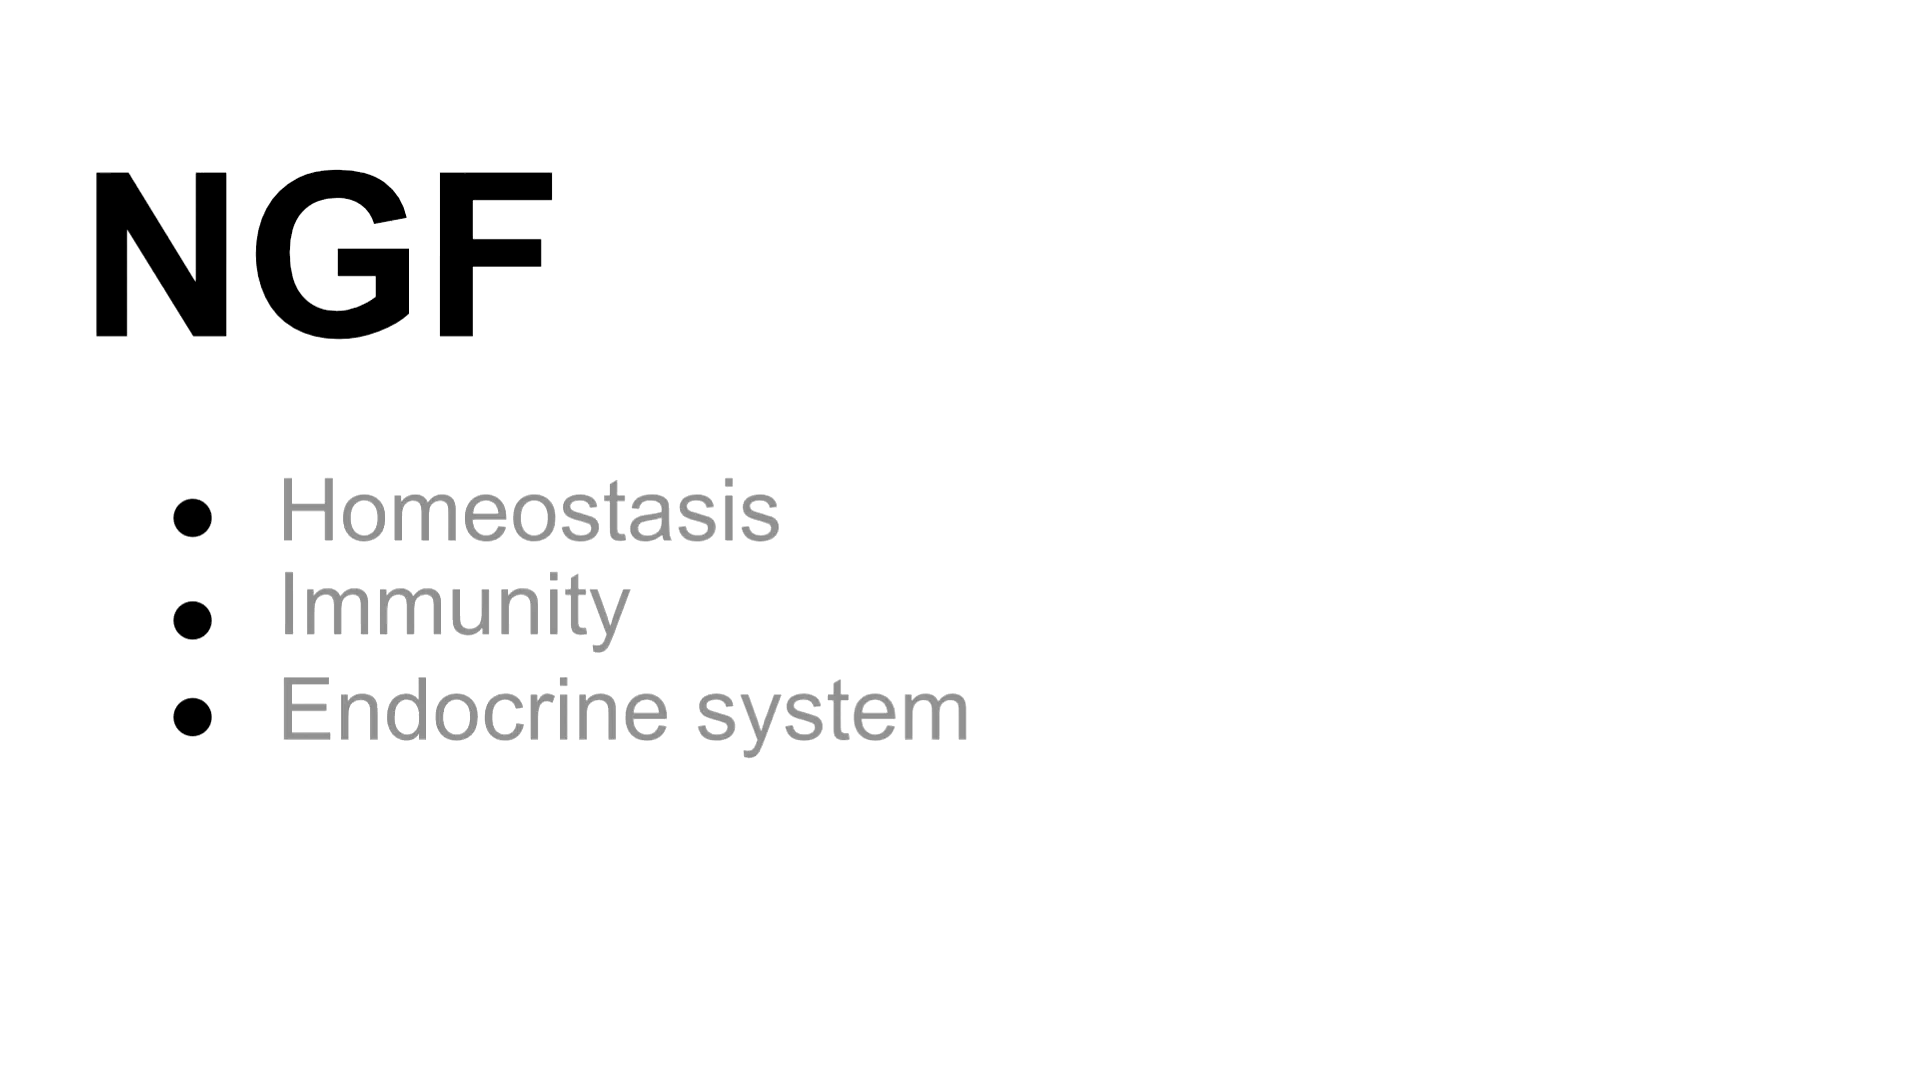 NGF
● Homeostasis
● Immunity
● Endocrine system